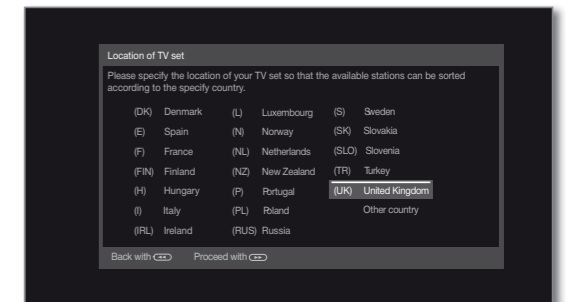 Location of TV set
Please specify the location of your TV set so that the available stations can be sorted
according to the specify country.
(DK) Denmark (L) Luxembourg (S) Sweden
(E) Spain (N) Norway (SK) Slovakia
(F) France (NL) Netherlands (SLO) Slovenia
(FIN) Finland (NZ) New Zealand (TR) Turkey
(H) Hungary (P) Portugal (UK) United Kingdom
(I) Italy (PL) Poland Other country
(IRL) Ireland (RUS) Russia
Back with Proceed with